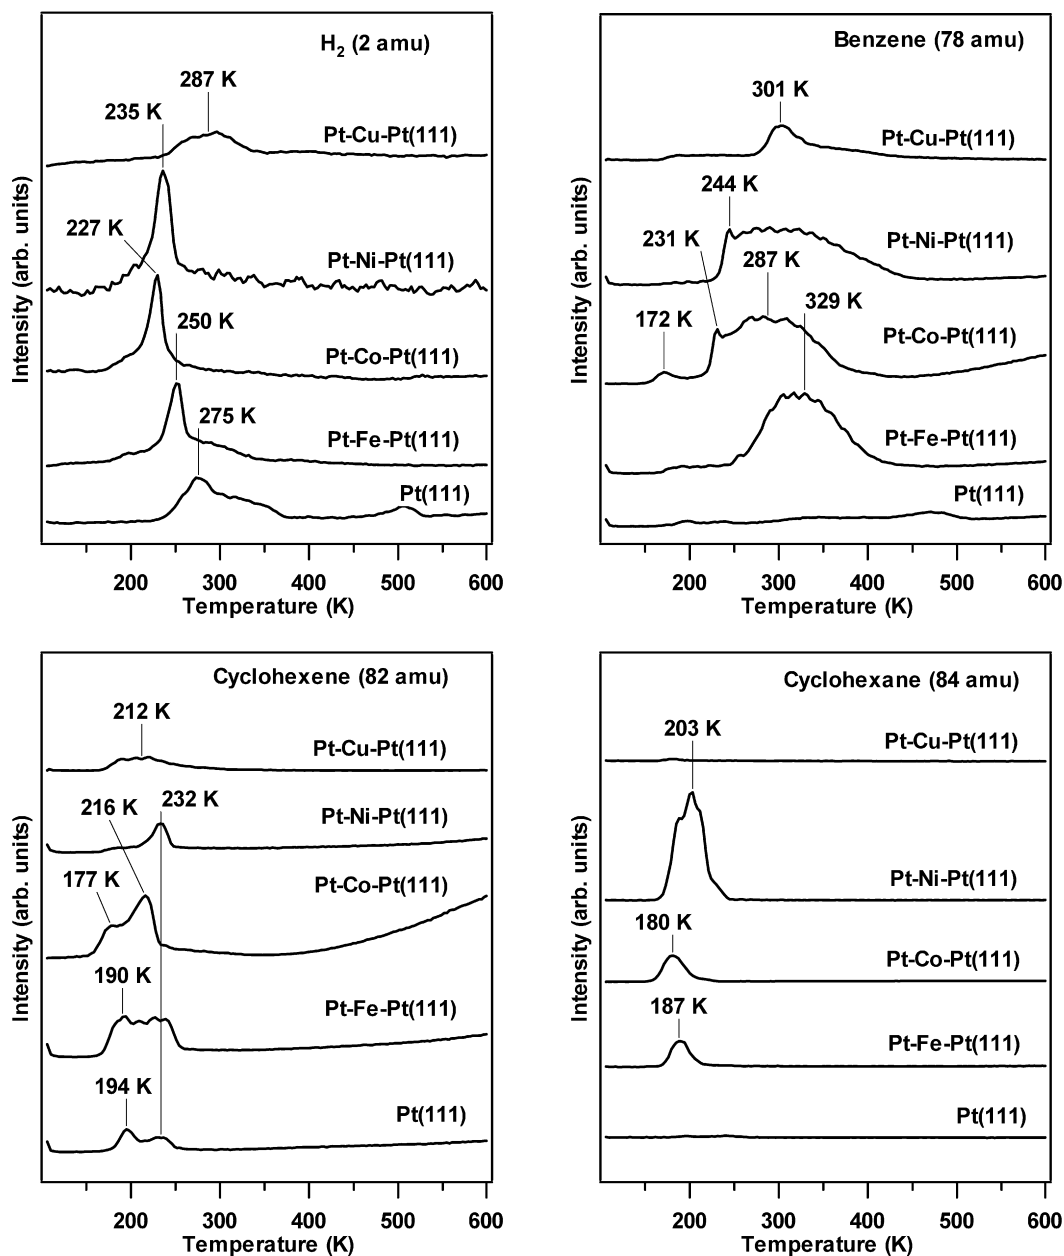 H2 (2 amu)
287 K
235 K
Pt-Cu-Pt(111)
227 K
Pt-Ni-Pt(111)
250 K
Pt-Co-Pt(111)
275 K
Pt-Fe-Pt(111)
Pt(111)
Intensity (arb. units)
200 300 400 500 600
Temperature (K)
Benzene (78 amu)
301 K
Pt-Cu-Pt(111)
244 K
231 K
Pt-Ni-Pt(111)
287 K
329 K
172 K
Pt-Co-Pt(111)
Pt-Fe-Pt(111)
Pt(111)
Intensity (arb. units)
200 300 400 500 600
Temperature (K)
Cyclohexene (82 amu)
212 K
Pt-Cu-Pt(111)
216 K
232 K
Pt-Ni-Pt(111)
177 K
Pt-Co-Pt(111)
190 K
Pt-Fe-Pt(111)
194 K
Pt(111)
Intensity (arb. units)
200 300 400 500 600
Temperature (K)
Cyclohexane (84 amu)
203 K
Pt-Cu-Pt(111)
Pt-Ni-Pt(111)
180 K
Pt-Co-Pt(111)
187 K
Pt-Fe-Pt(111)
Pt(111)
Intensity (arb. units)
200 300 400 500 600
Temperature (K)